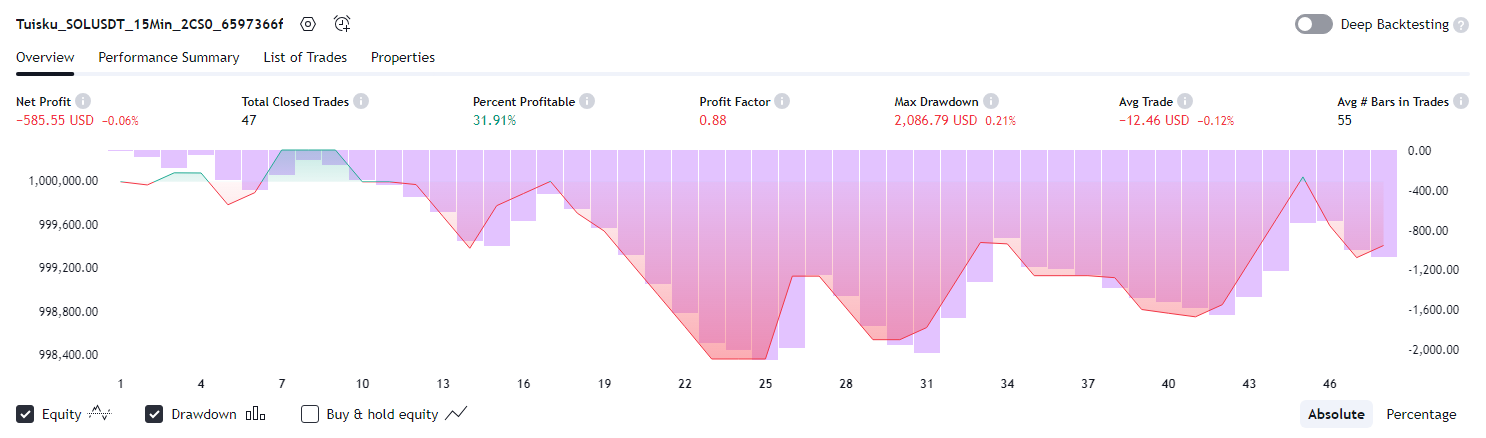 Tuisku_SOLUSDT_15Min_2CS0_6597366f Deep Backtesting ?
Overview Performance Summary List of Trades Properties
Net Profit i Total Closed Trades i Percent Profitable i Profit Factor i Max Drawdown i Avg Trade i Avg # Bars in Trades i
−585.55 USD −0.06% 47 31.91% 0.88 2,086.79 USD 0.21% −12.46 USD −0.12% 55
0.00
1,000,000.00 -400.00
999,600.00 -800.00
999,200.00 -1,200.00
998,800.00 -1,600.00
998,400.00 -2,000.00
1 4 7 10 13 16 19 22 25 28 31 34 37 40 43 46
Equity Drawdown Buy & hold equity Absolute Percentage